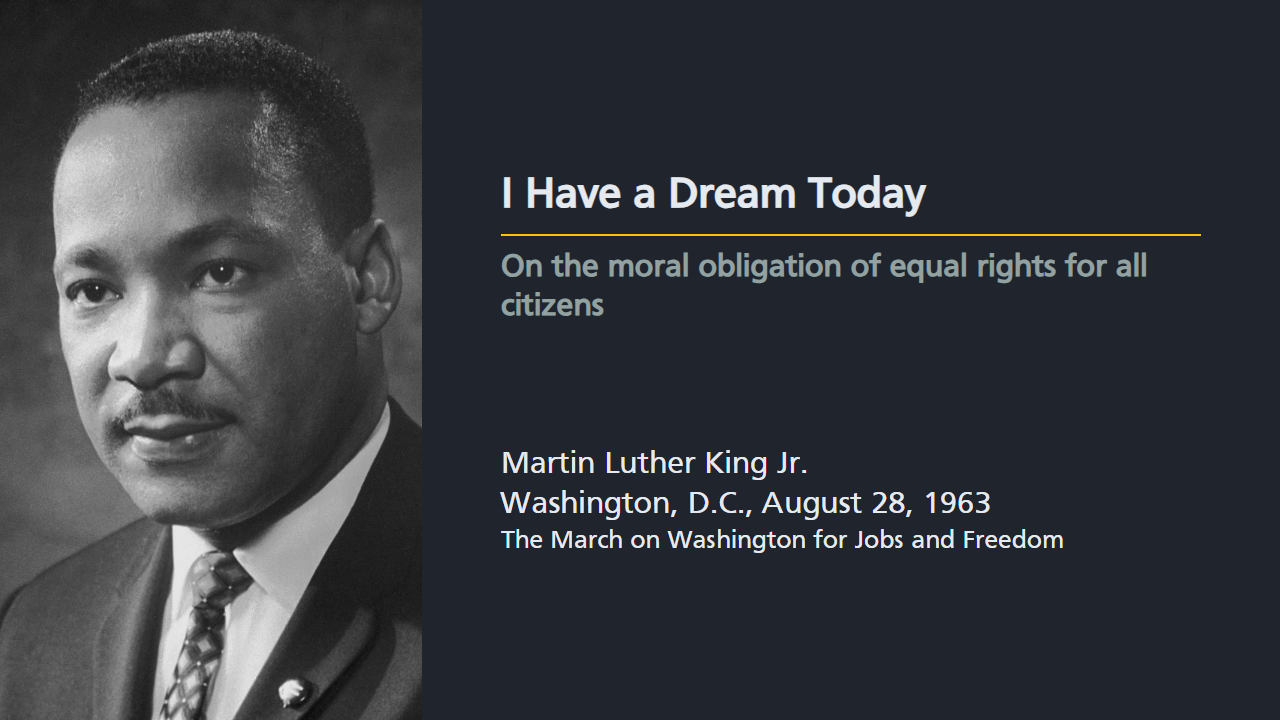 I Have a Dream Today
On the moral obligation of equal rights for all
citizens
Martin Luther King Jr.
Washington, D.C., August 28, 1963
The March on Washington for Jobs and Freedom